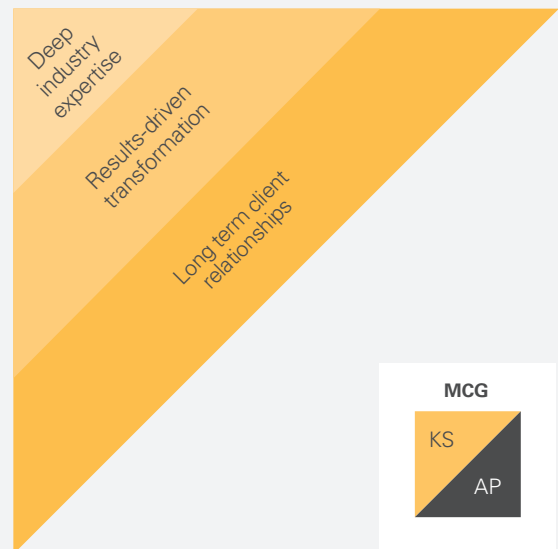 Deep
industry
expertise
Results-driven
transformation
Long term client
relationships
MCG
KS
AP